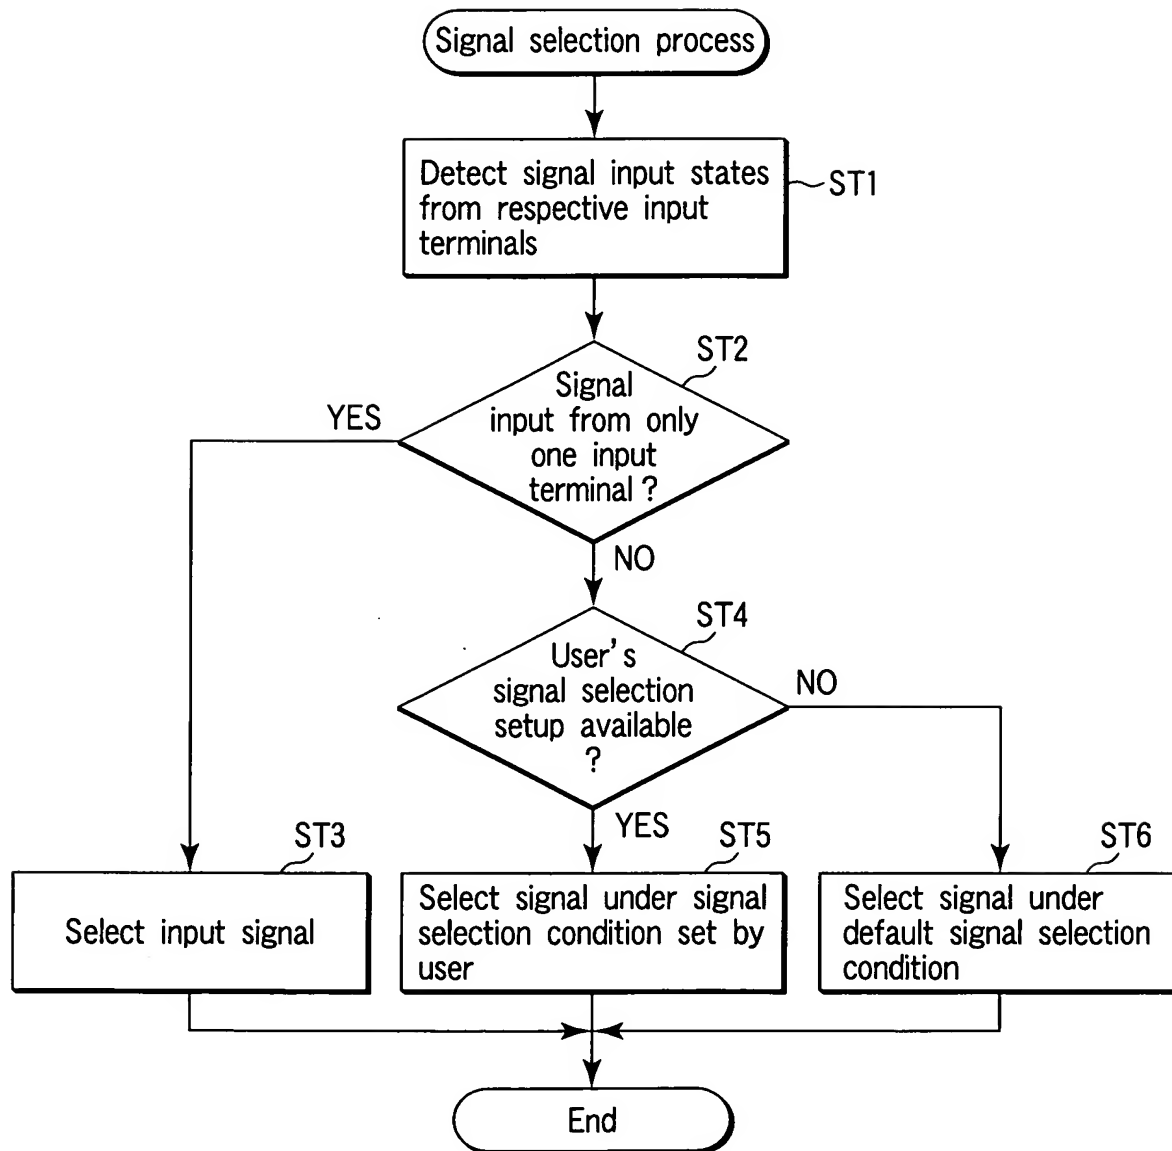 Signal selection process
Detect signal input states
from respective input
terminals
ST1
ST2
Signal
input from only
one input
terminal ?
YES
NO
ST4
User's
signal selection
setup available
?
NO
YES
ST3
Select input signal
ST5
Select signal under signal
selection condition set by
user
ST6
Select signal under
default signal selection
condition
End